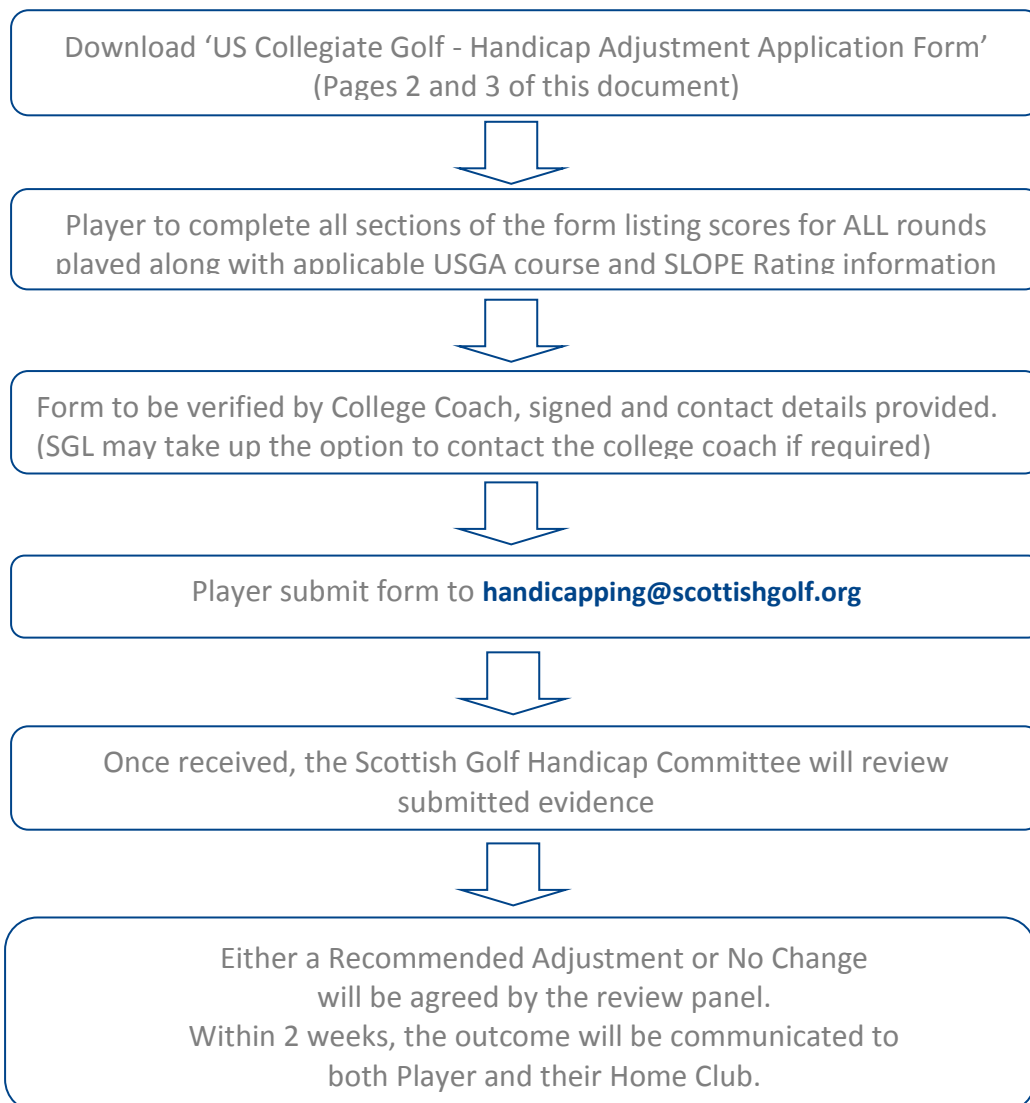 Download ‘US Collegiate Golf - Handicap Adjustment Application Form’
(Pages 2 and 3 of this document)
Player to complete all sections of the form listing scores for ALL rounds
played along with applicable USGA course and SLOPE Rating information
Form to be verified by College Coach, signed and contact details provided.
(SGL may take up the option to contact the college coach if required)
Player submit form to handicapping@scottishgolf.org
Once received, the Scottish Golf Handicap Committee will review
submitted evidence
Either a Recommended Adjustment or No Change
will be agreed by the review panel.
Within 2 weeks, the outcome will be communicated to
both Player and their Home Club.